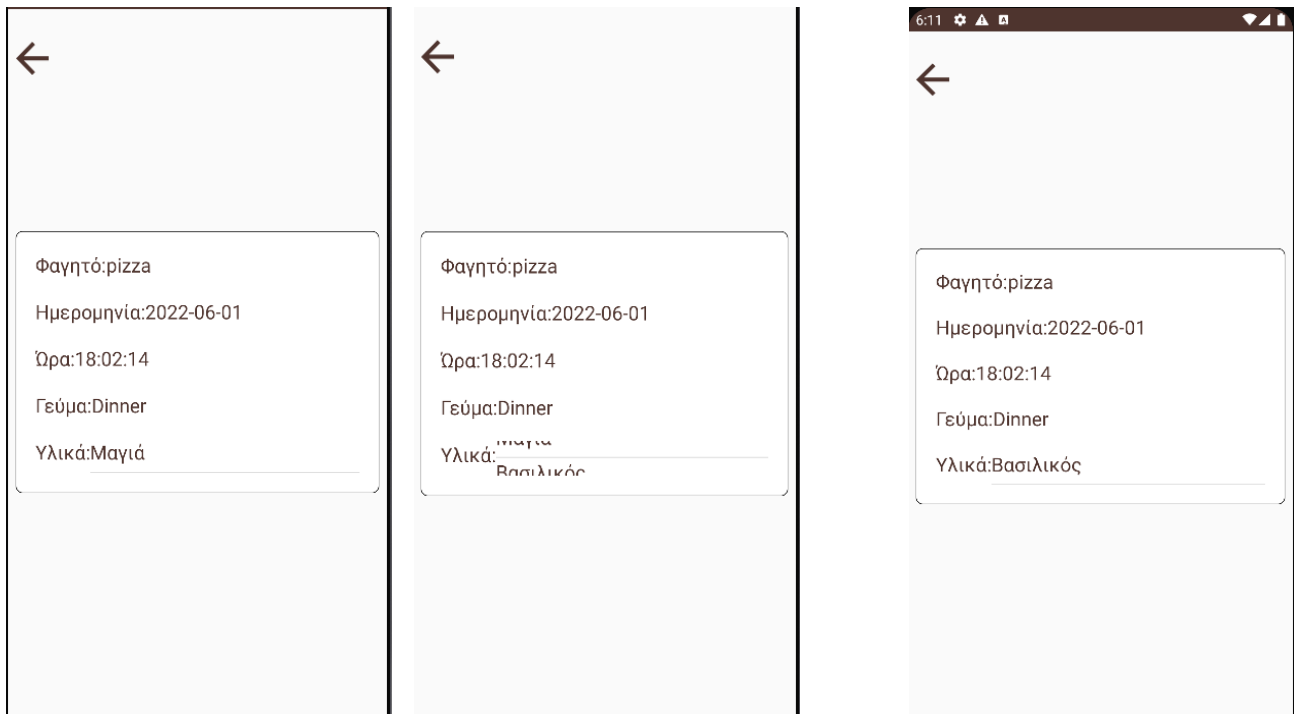 Φαγητό:pizza
Ημερομηνία:2022-06-01
Ώρα:18:02:14
Γεύμα:Dinner
Υλικά:Μαγιά
Φαγητό:pizza
Ημερομηνία:2022-06-01
Ώρα:18:02:14
Γεύμα:Dinner
Υλικά:
Μαγιά
Βασιλικός
6:11
Φαγητό:pizza
Ημερομηνία:2022-06-01
Ώρα:18:02:14
Γεύμα:Dinner
Υλικά:Βασιλικός